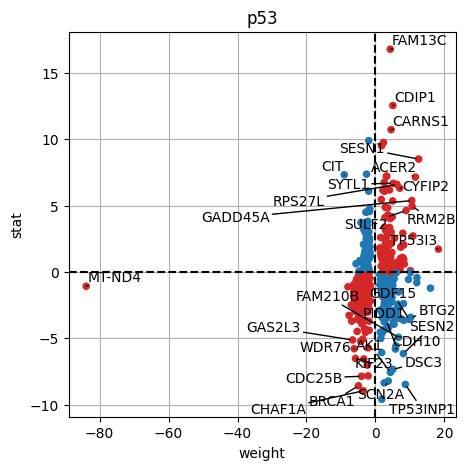 p53
FAM13C
15
CDIP1
CARNS1
10
SESN1
CIT
ACER2
SYTL1
CYFIP2
RPS27L
5
GADD45A
RRM2B
SULF2
TP53I3
stat
0
MT-ND4
GDF15
FAM210B
PIDD1
BTG2
GAS2L3
SESN2
−5
WDR76
AK1
CDH10
KIF23
DSC3
CDC25B
SCN2A
BRCA1
CHAF1A
TP53INP1
−10
−80
−60
−40
−20
0
20
weight